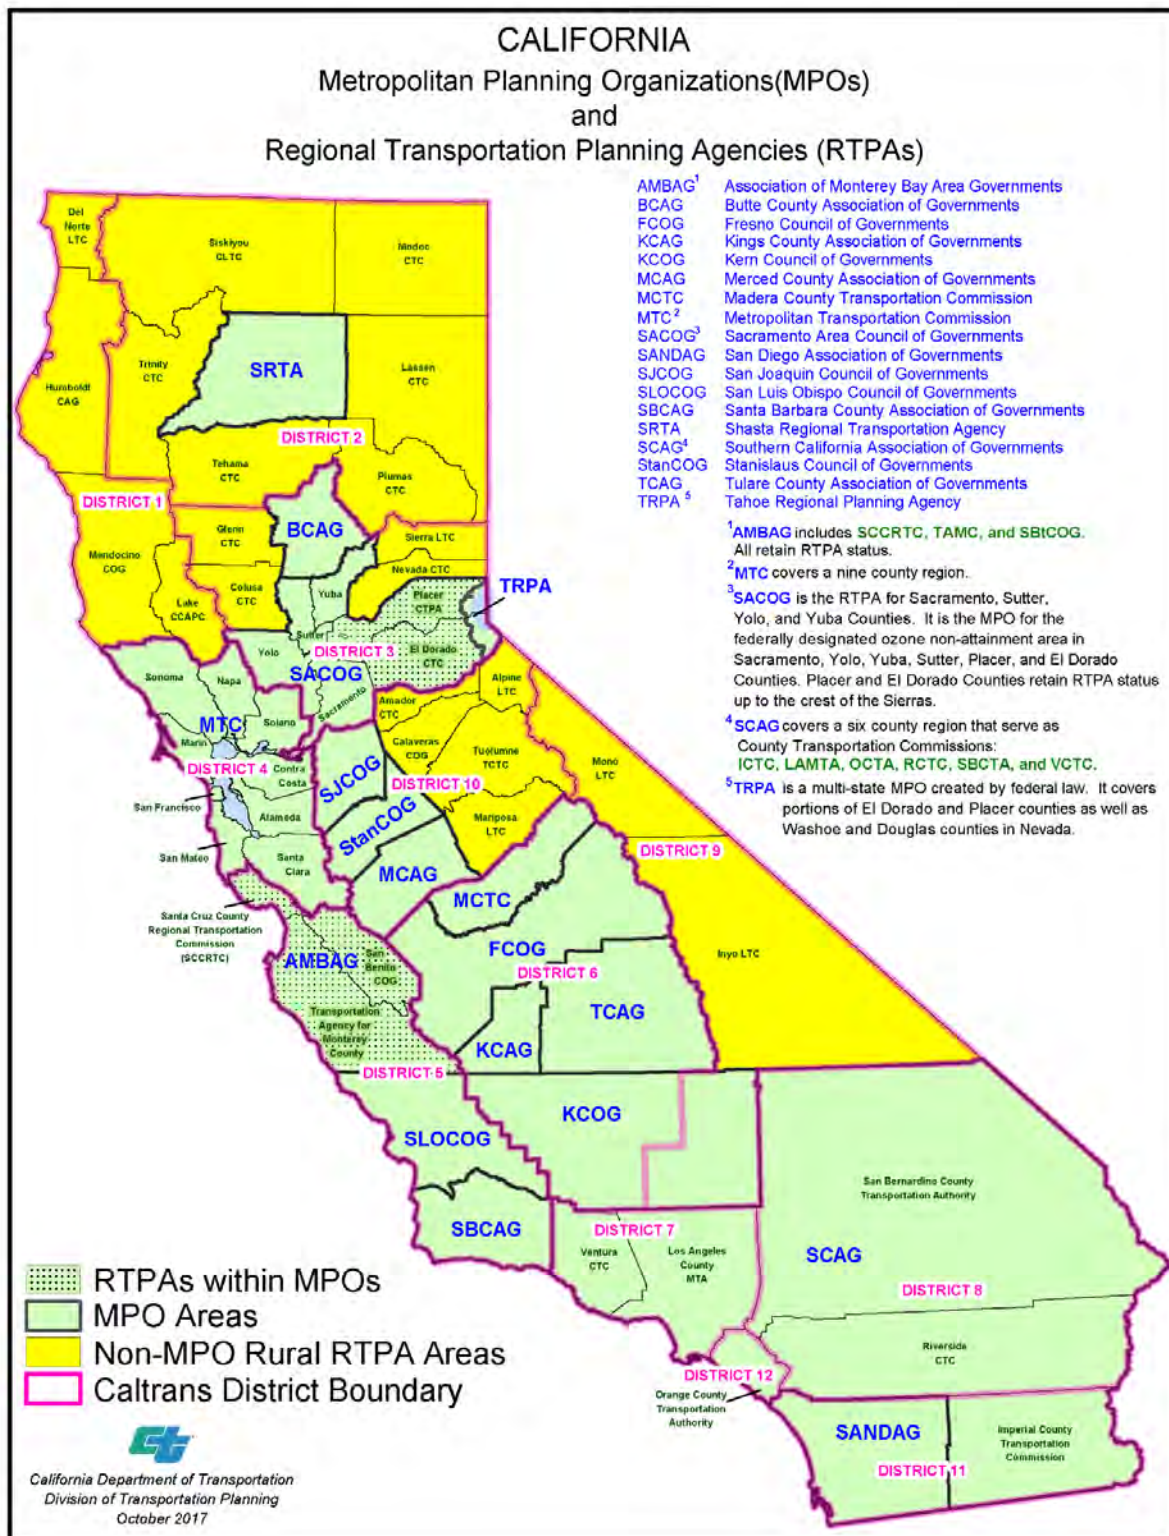 CALIFORNIA
Metropolitan Planning Organizations(MPOs)
and
Regional Transportation Planning Agencies (RTPAs)
AMBAG1 Association of Monterey Bay Area Governments
BCAG Butte County Association of Governments
FCOG Fresno Council of Governments
KCAG Kings County Association of Governments
KCOG Kern Council of Governments
MCAG Merced County Association of Governments
MCTC Madera County Transportation Commission
MTC2 Metropolitan Transportation Commission
SACOG3 Sacramento Area Council of Governments
SANDAG San Diego Association of Governments
SJCOG San Joaquin Council of Governments
SLOCOG San Luis Obispo Council of Governments
SBCAG Santa Barbara County Association of Governments
SRTA Shasta Regional Transportation Agency
SCAG4 Southern California Association of Governments
StanCOG Stanislaus Council of Governments
TCAG Tulare County Association of Governments
TRPA 5 Tahoe Regional Planning Agency
1AMBAG includes SCCRTC, TAMC, and SBtCOG.
All retain RTPA status.
2MTC covers a nine county region.
3SACOG is the RTPA for Sacramento, Sutter,
Yolo, and Yuba Counties. It is the MPO for the
federally designated ozone non-attainment area in
Sacramento, Yolo, Yuba, Sutter, Placer, and El Dorado
Counties. Placer and El Dorado Counties retain RTPA status
up to the crest of the Sierras.
4SCAG covers a six county region that serve as
County Transportation Commissions:
ICTC, LAMTA, OCTA, RCTC, SBCTA, and VCTC.
5TRPA is a multi-state MPO created by federal law. It covers
portions of El Dorado and Placer counties as well as
Washoe and Douglas counties in Nevada.
Del
Norte
LTC
Siskiyou
CLTC
Modoc
CTC
Humboldt
CAG
Trinity
CTC
SRTA
Lassen
CTC
DISTRICT 2
Tehama
CTC
Plumas
CTC
DISTRICT 1
Mendocino
COG
Glenn
CTC
BCAG
Sierra LTC
Nevada CTC
Lake
CCAPC
Colusa
CTC
Yuba
Placer
CTPA
TRPA
Sutter
Yolo
DISTRICT 3
El Dorado
CTC
SACOG
Sacramento
Sonoma
Napa
Solano
MTC
Marin
DISTRICT 4
Contra
Costa
San Francisco
Alameda
San Mateo
Santa
Clara
Amador
CTC
Alpine
LTC
Calaveras
COG
Tuolumne
TCTC
Mono
LTC
SJCOG
DISTRICT 10
StanCOG
Mariposa
LTC
MCAG
DISTRICT 9
MCTC
Inyo LTC
Santa Cruz County
Regional Transportation
Commission
(SCCRTC)
AMBAG
San
Benito
COG
FCOG
DISTRICT 6
Transportation
Agency for
Monterey
County
TCAG
KCAG
DISTRICT 5
KCOG
SLOCOG
SBCAG
DISTRICT 7
Ventura
CTC
Los Angeles
County
MTA
San Bernardino County
Transportation Authority
SCAG
DISTRICT 8
Riverside
CTC
DISTRICT 12
Orange County
Transportation
Authority
SANDAG
Imperial County
Transportation
Commission
DISTRICT 11
RTPAs within MPOs
MPO Areas
Non-MPO Rural RTPA Areas
Caltrans District Boundary
California Department of Transportation
Division of Transportation Planning
October 2017